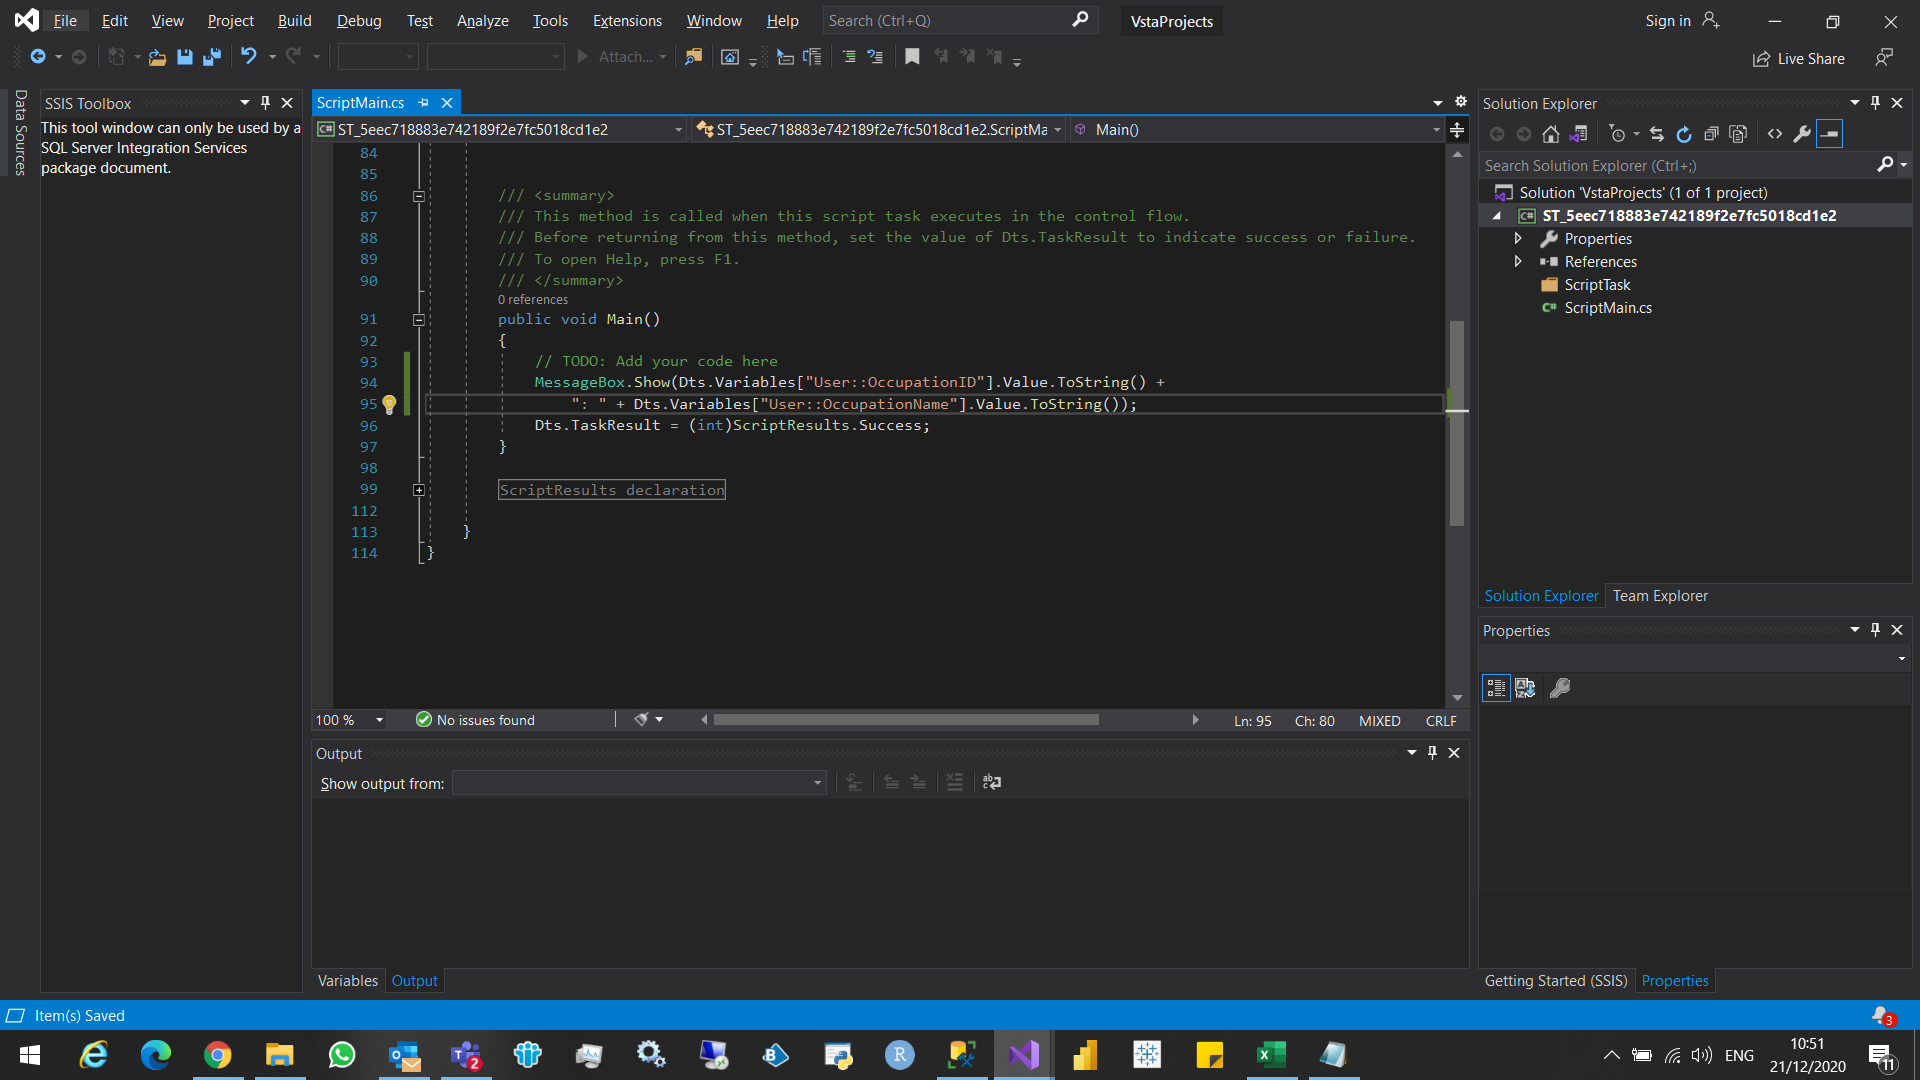 File Edit View Project Build Debug Test Analyze Tools Extensions Window Help Search (Ctrl+Q) VstaProjects Sign in
Attach... Live Share
Data Sources
SSIS Toolbox
This tool window can only be used by a
SQL Server Integration Services
package document.
ScriptMain.cs
ST_5eec718883e742189f2e7fc5018cd1e2 ST_5eec718883e742189f2e7fc5018cd1e2.ScriptMa Main()
84
85
86 /// <summary>
87 /// This method is called when this script task executes in the control flow.
88 /// Before returning from this method, set the value of Dts.TaskResult to indicate success or failure.
89 /// To open Help, press F1.
90 /// </summary>
0 references
91 public void Main()
92 {
93 // TODO: Add your code here
94 MessageBox.Show(Dts.Variables["User::OccupationID"].Value.ToString() +
95 ": " + Dts.Variables["User::OccupationName"].Value.ToString());
96 Dts.TaskResult = (int)ScriptResults.Success;
97 }
98
99 ScriptResults declaration
112
113 }
114 }
100 % No issues found Ln: 95 Ch: 80 MIXED CRLF
Output
Show output from:
Variables Output
Solution Explorer
Search Solution Explorer (Ctrl+;)
Solution 'VstaProjects' (1 of 1 project)
C# ST_5eec718883e742189f2e7fc5018cd1e2
Properties
References
ScriptTask
C# ScriptMain.cs
Solution Explorer Team Explorer
Properties
Getting Started (SSIS) Properties
Item(s) Saved 3
2 ENG 10:51
21/12/2020 11